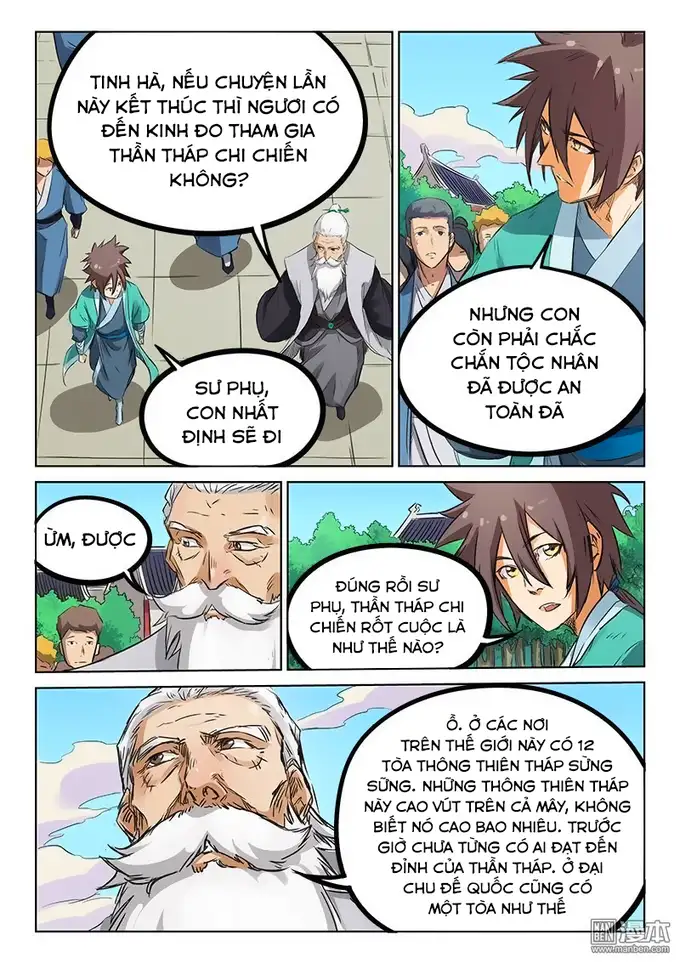 TINH HÀ, NẾU CHUYỆN LẦN
NÀY KẾT THÚC THÌ NGƯƠI CÓ
ĐẾN KINH ĐO THAM GIA
THẦN THÁP CHI CHIẾN
KHÔNG?
SƯ PHỤ,
CON NHẤT
ĐỊNH SẼ ĐI
NHƯNG CON
CÒN PHẢI CHẮC
CHẮN TỘC NHÂN
ĐÃ ĐƯỢC AN
TOÀN ĐÃ
ỪM, ĐƯỢC
ĐÚNG RỒI SƯ
PHỤ, THẦN THÁP CHI
CHIẾN RỐT CUỘC LÀ
NHƯ THẾ NÀO?
Ồ. Ở CÁC NƠI
TRÊN THẾ GIỚI NÀY CÓ 12
TÒA THÔNG THIÊN THÁP SỪNG
SỮNG. NHỮNG THÔNG THIÊN THÁP
NÀY CAO VÚT TRÊN CẢ MÂY, KHÔNG
BIẾT NÓ CAO BAO NHIÊU. TRƯỚC
GIỜ CHƯA TỪNG CÓ AI ĐẠT ĐẾN
ĐỈNH CỦA THẦN THÁP. Ở ĐẠI
CHU ĐẾ QUỐC CŨNG CÓ
MỘT TÒA NHƯ THẾ
MAN BEN 漫本
www.manben.com